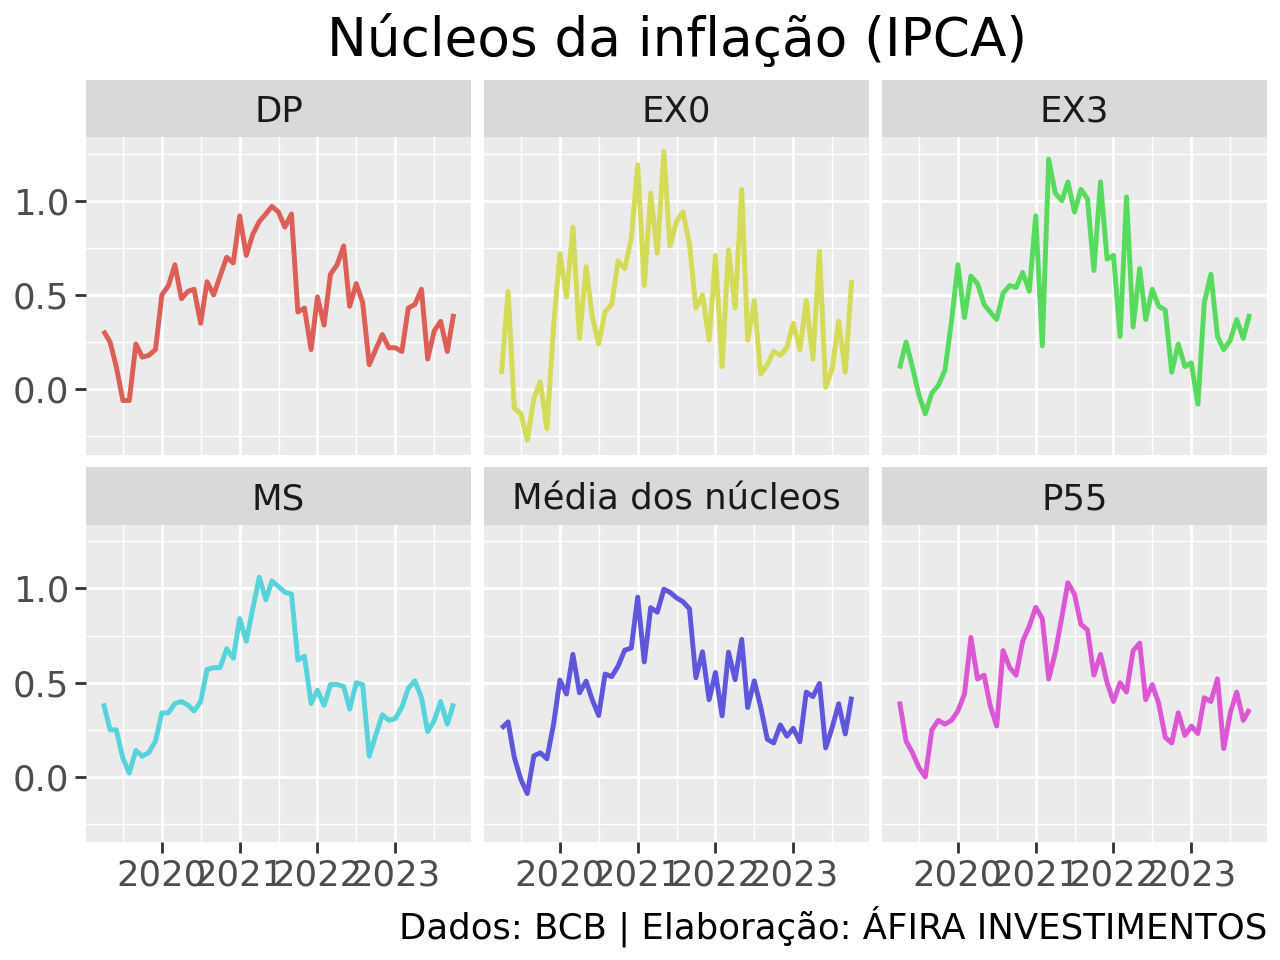 Núcleos da inflação (IPCA)
DP EX0 EX3
1.0
0.5
0.0
MS Média dos núcleos P55
1.0
0.5
0.0
2020 2021 2022 2023 2020 2021 2022 2023 2020 2021 2022 2023
Dados: BCB | Elaboração: ÁFIRA INVESTIMENTOS